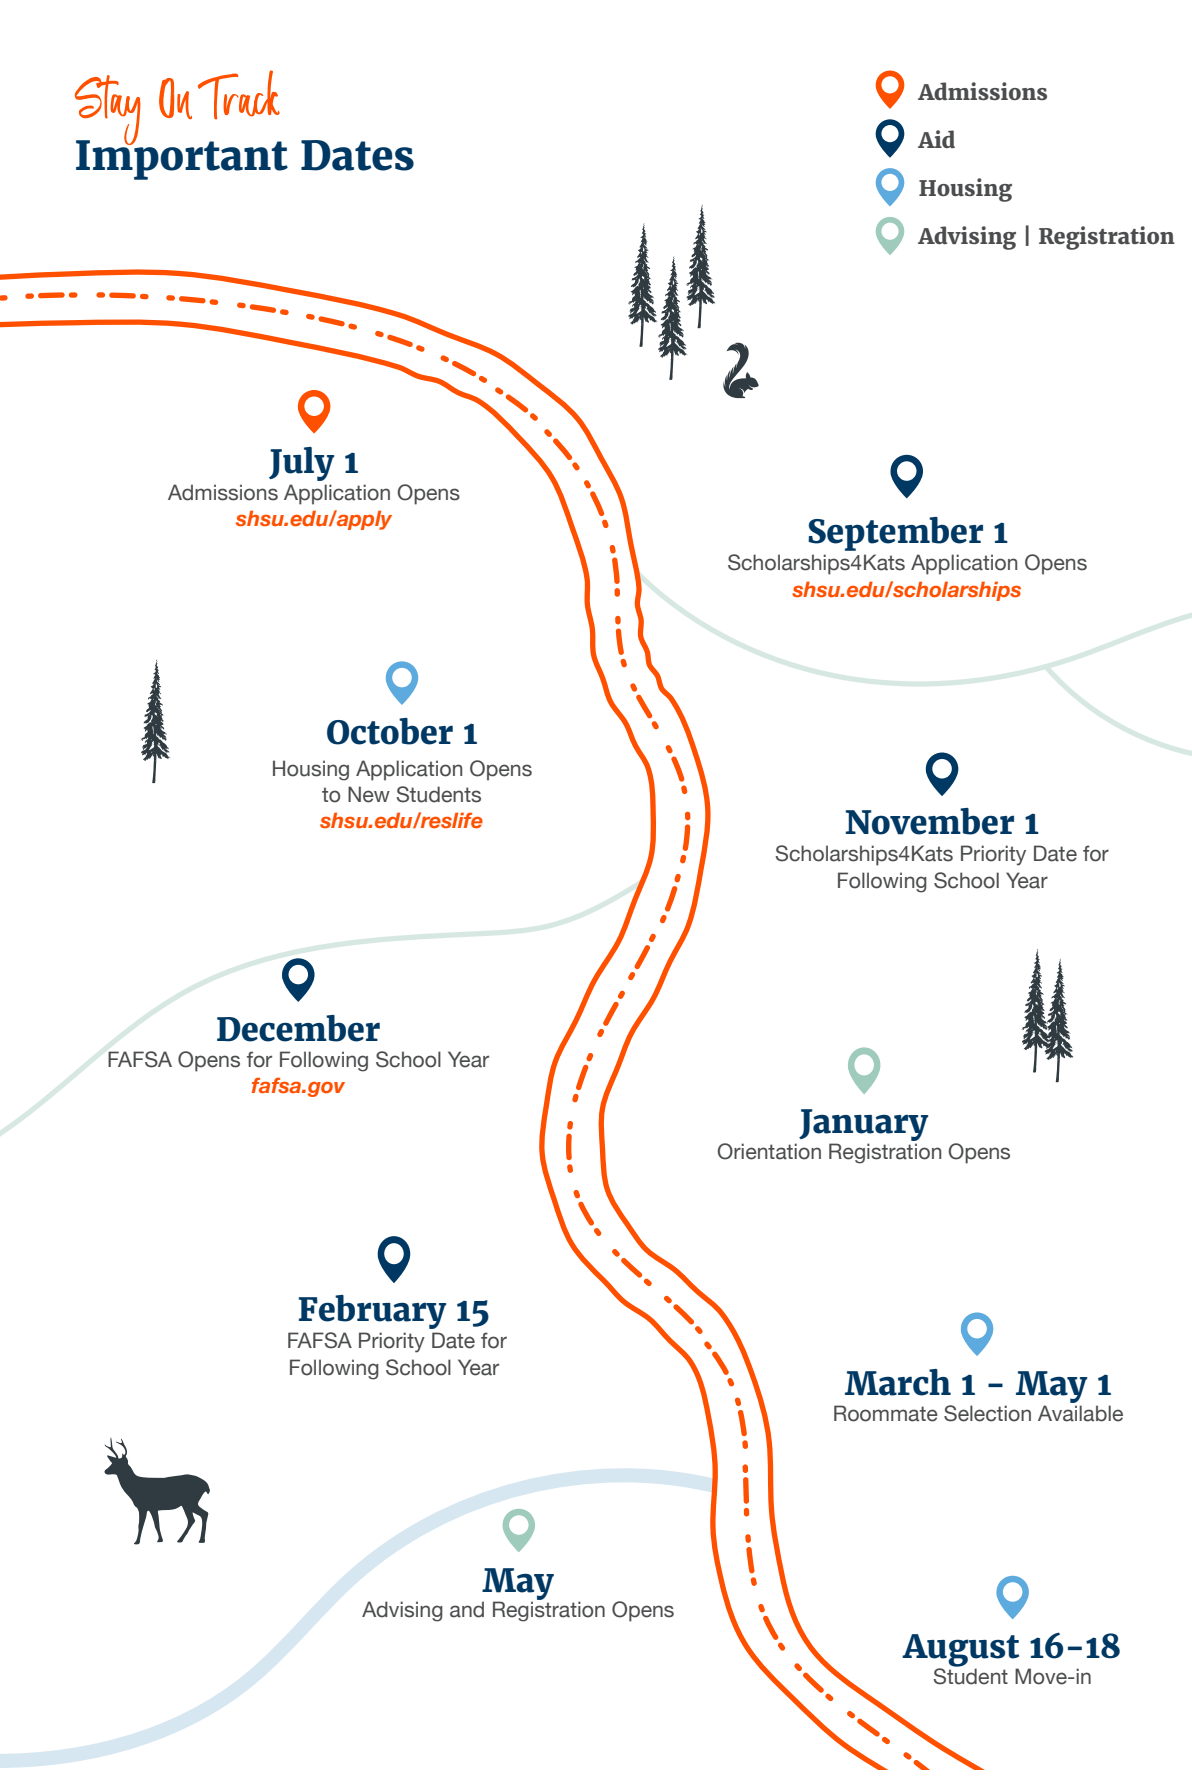 Stay On Track
Important Dates
Admissions
Aid
Housing
Advising | Registration
July 1
Admissions Application Opens
shsu.edu/apply
September 1
Scholarships4Kats Application Opens
shsu.edu/scholarships
October 1
Housing Application Opens
to New Students
shsu.edu/reslife
November 1
Scholarships4Kats Priority Date for
Following School Year
December
FAFSA Opens for Following School Year
fafsa.gov
January
Orientation Registration Opens
February 15
FAFSA Priority Date for
Following School Year
March 1 – May 1
Roommate Selection Available
May
Advising and Registration Opens
August 16–18
Student Move-in